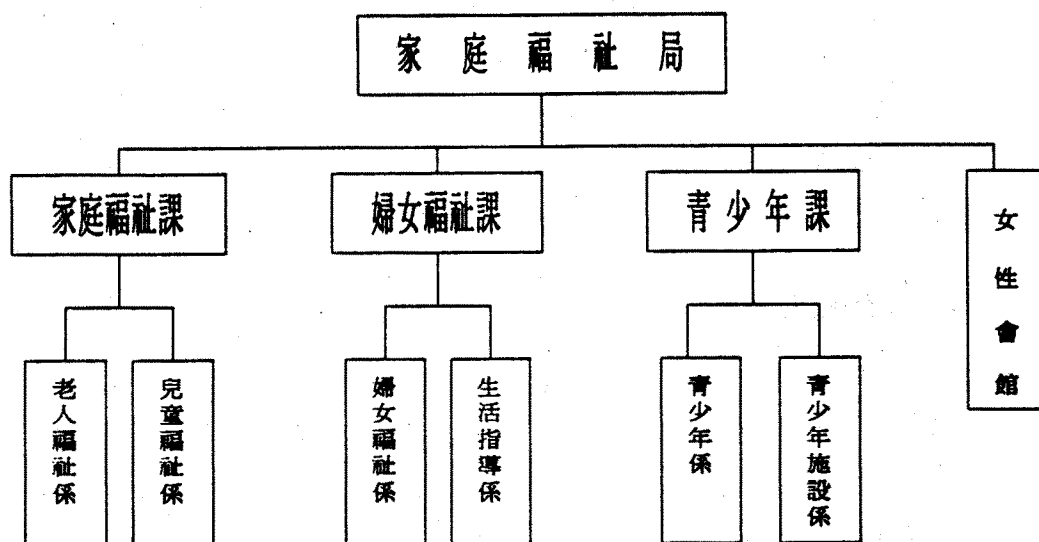 家庭福祉局
家庭福祉課
婦女福祉課
青少年課
女性會館
老人福祉係
兒童福祉係
婦女福祉係
生活指導係
青少年係
青少年施設係